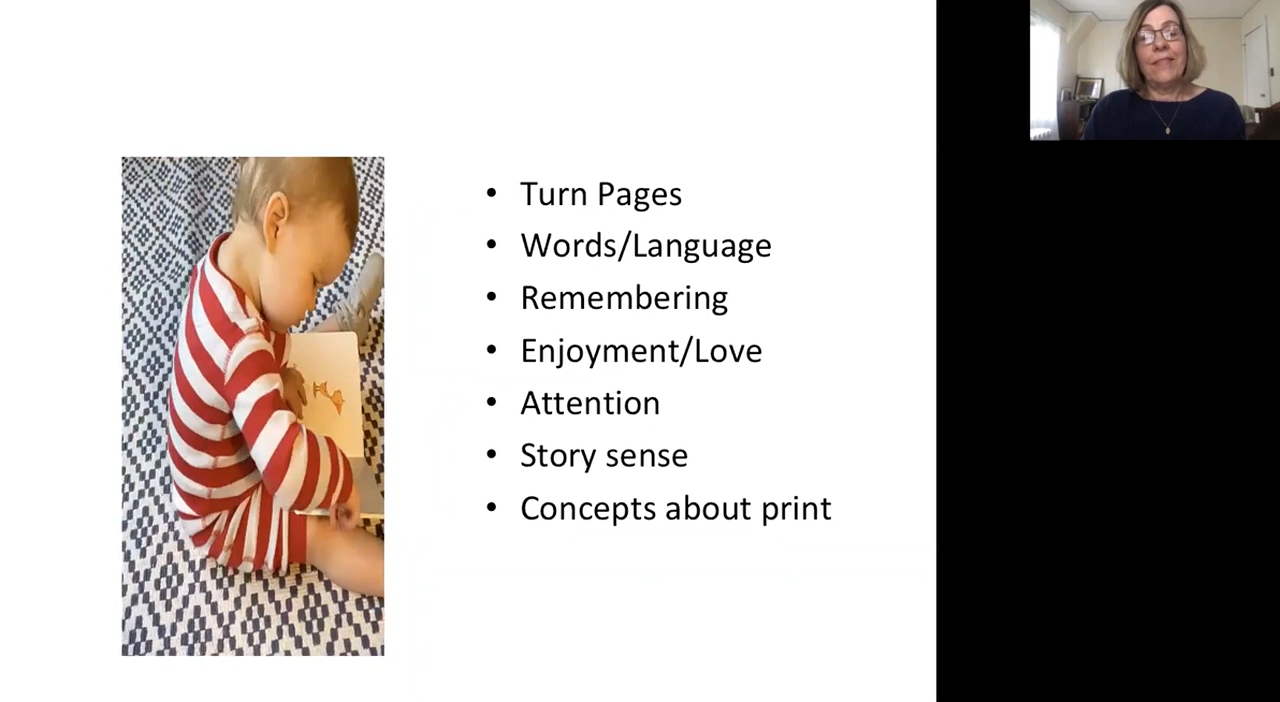 • Turn Pages
• Words/Language
• Remembering
• Enjoyment/Love
• Attention
• Story sense
• Concepts about print